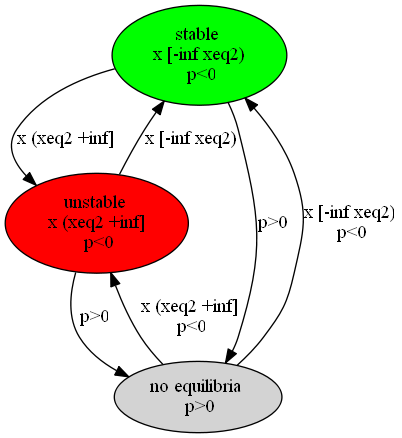 stable
x [-inf xeq2)
p<0
x (xeq2 +inf]
x [-inf xeq2)
unstable
x (xeq2 +inf]
p<0
p>0
x [-inf xeq2)
p<0
p>0
x (xeq2 +inf]
p<0
no equilibria
p>0